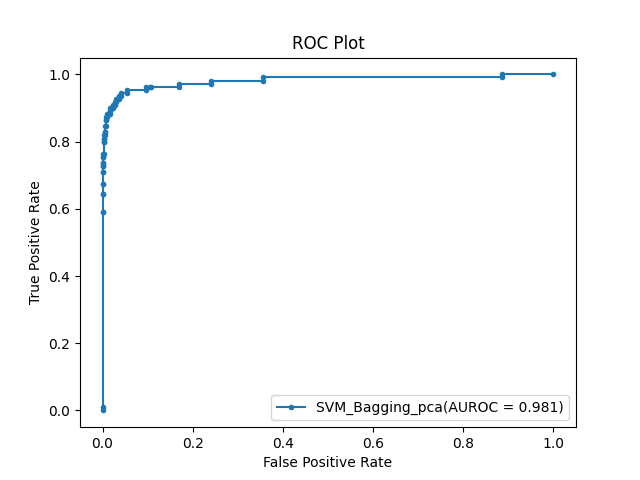 ROC Plot
1.0
0.8
0.6
0.4
0.2
0.0
True Positive Rate
SVM_Bagging_pca(AUROC = 0.981)
0.0 0.2 0.4 0.6 0.8 1.0
False Positive Rate